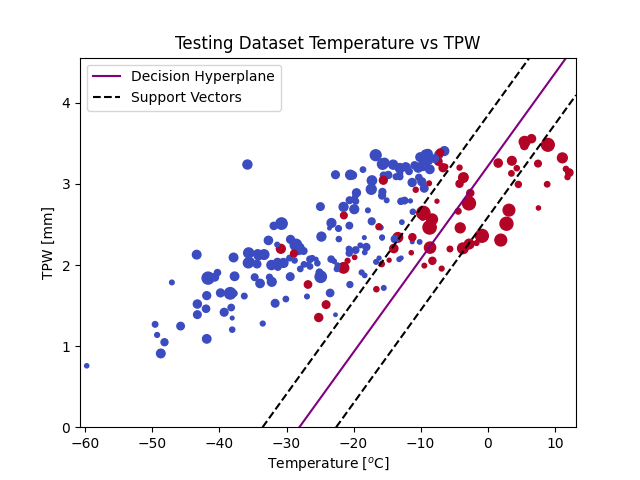 Testing Dataset Temperature vs TPW
Decision Hyperplane
Support Vectors
TPW [mm]
4
3
2
1
0
−60 −50 −40 −30 −20 −10 0 10
Temperature [°C]